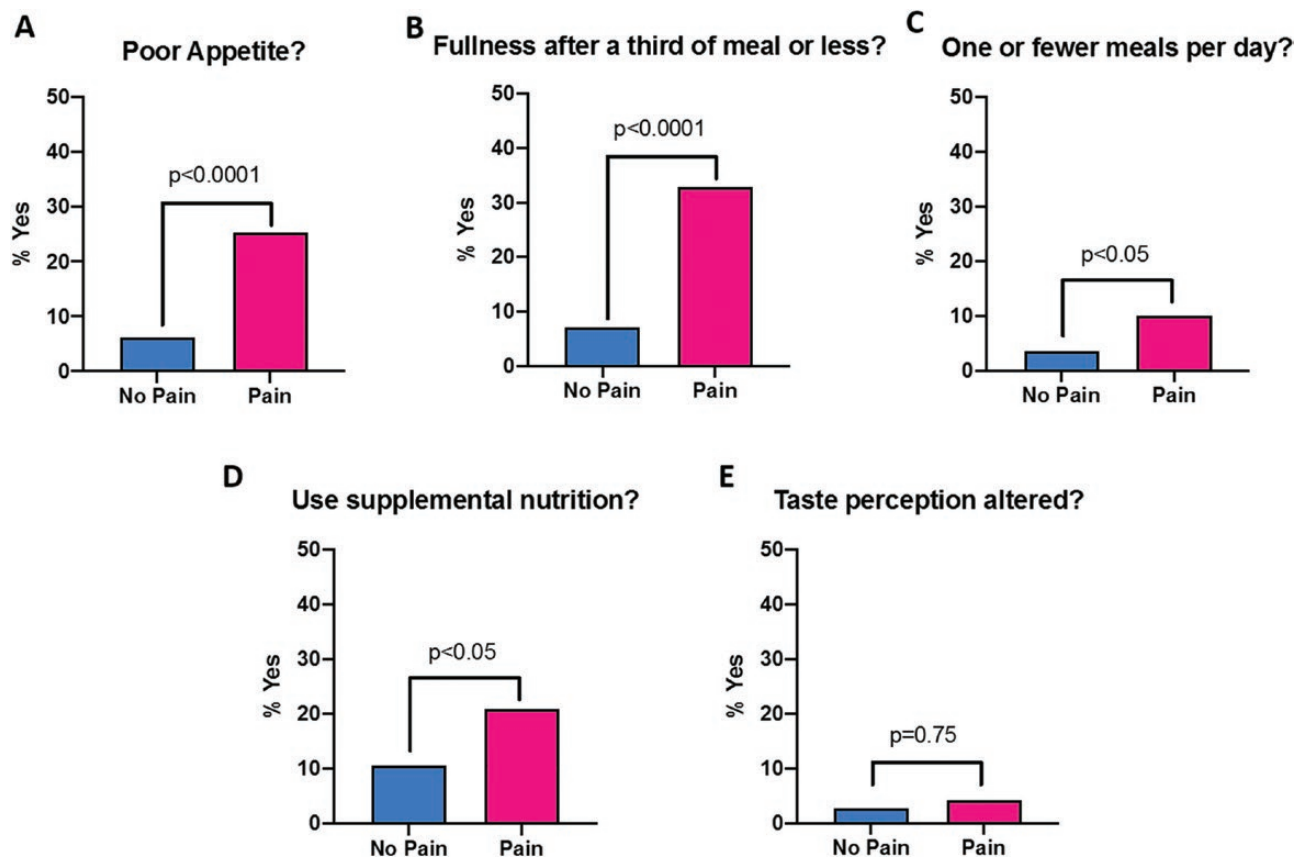 A
Poor Appetite?
50
40
30
20
10
0
% Yes
p<0.0001
No Pain
Pain
B
Fullness after a third of meal or less?
50
40
30
20
10
0
% Yes
p<0.0001
No Pain
Pain
C
One or fewer meals per day?
50
40
30
20
10
0
% Yes
p<0.05
No Pain
Pain
D
Use supplemental nutrition?
50
40
30
20
10
0
% Yes
p<0.05
No Pain
Pain
E
Taste perception altered?
50
40
30
20
10
0
% Yes
p=0.75
No Pain
Pain